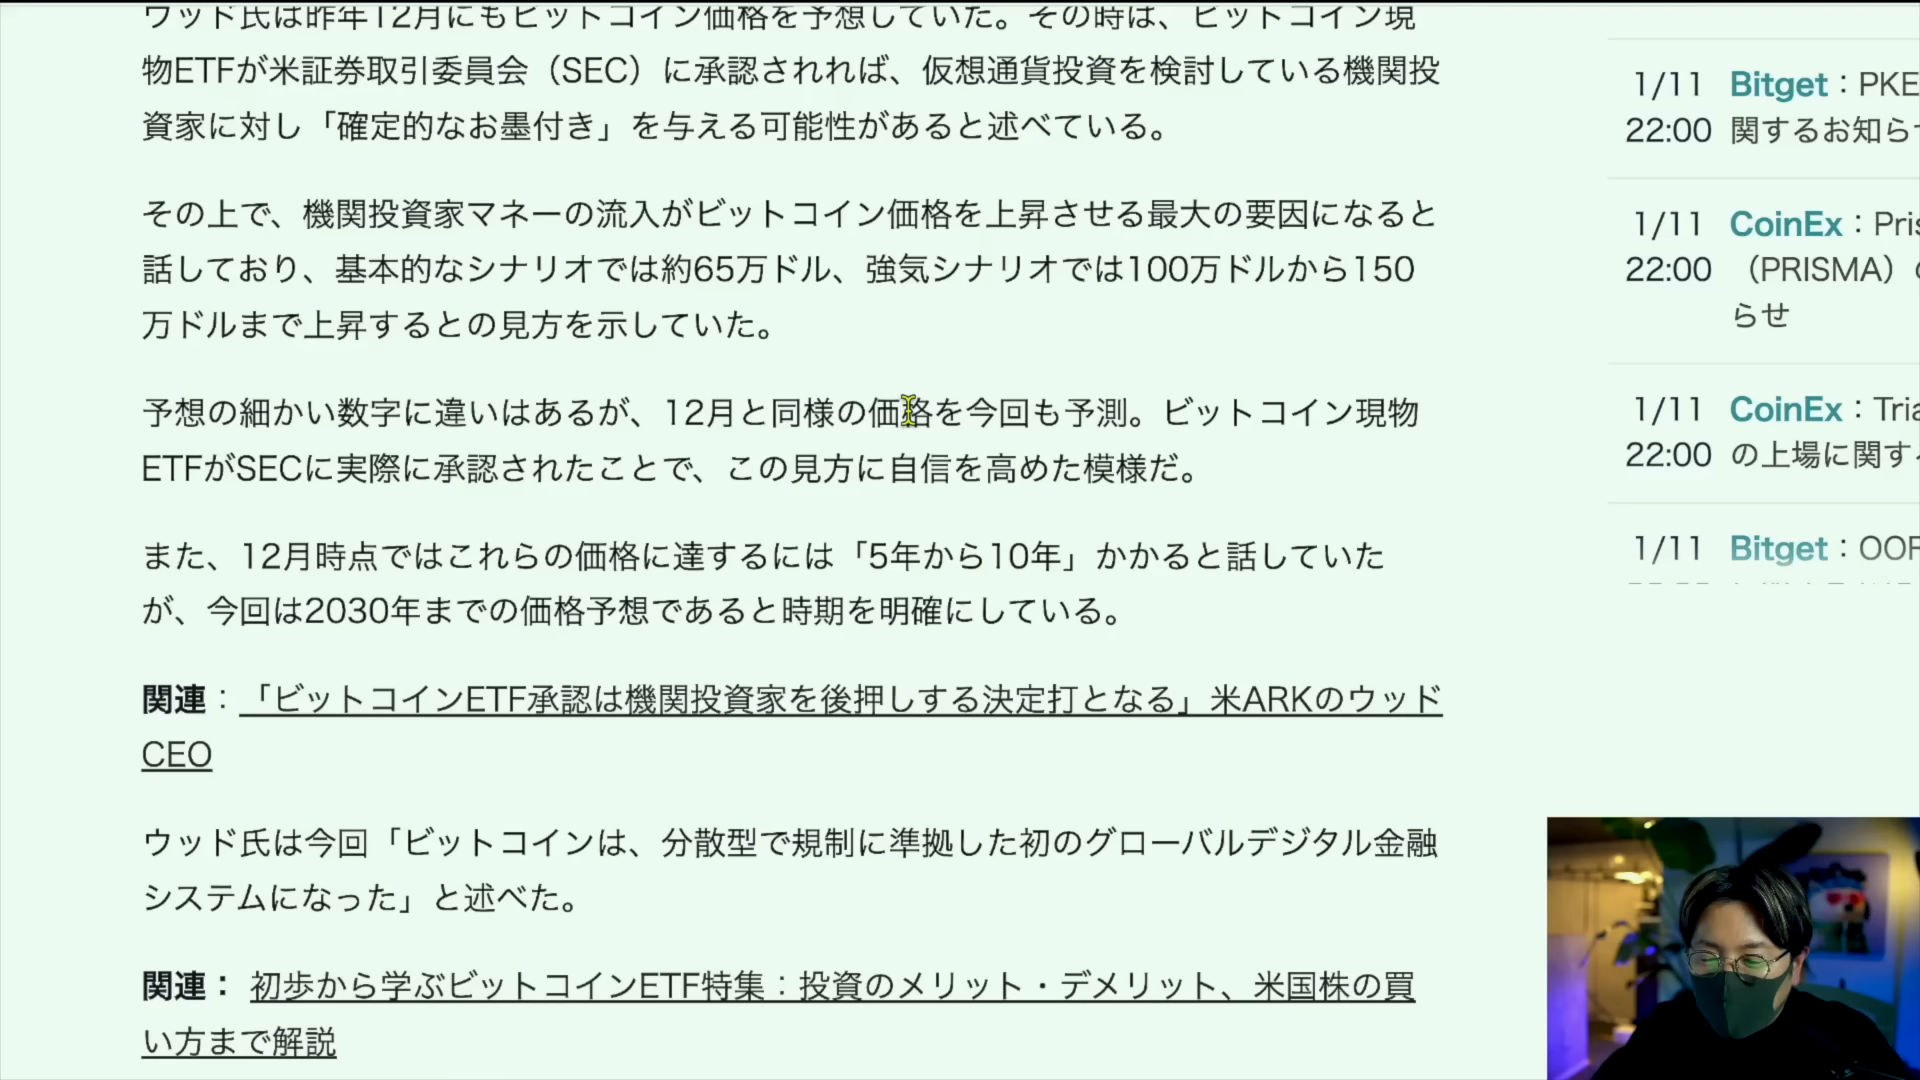 ウッド氏は昨年12月にもビットコイン価格を予想していた。その時は、ビットコイン現
物ETFが米証券取引委員会（SEC）に承認されれば、仮想通貨投資を検討している機関投
資家に対し「確定的なお墨付き」を与える可能性があると述べている。
その上で、機関投資家マネーの流入がビットコイン価格を上昇させる最大の要因になると
話しており、基本的なシナリオでは約65万ドル、強気シナリオでは100万ドルから150
万ドルまで上昇するとの見方を示していた。
予想の細かい数字に違いはあるが、12月と同様の価格を今回も予測。ビットコイン現物
ETFがSECに実際に承認されたことで、この見方に自信を高めた模様だ。
また、12月時点ではこれらの価格に達するには「5年から10年」かかると話していた
が、今回は2030年までの価格予想であると時期を明確にしている。
関連：「ビットコインETF承認は機関投資家を後押しする決定打となる」米ARKのウッド
CEO
ウッド氏は今回「ビットコインは、分散型で規制に準拠した初のグローバルデジタル金融
システムになった」と述べた。
関連： 初歩から学ぶビットコインETF特集：投資のメリット・デメリット、米国株の買
い方まで解説
1/11 Bitget：PKE
22:00 関するお知ら
1/11 CoinEx：Pris
22:00 （PRISMA）
らせ
1/11 CoinEx：Tria
22:00 の上場に関す
1/11 Bitget：OOF